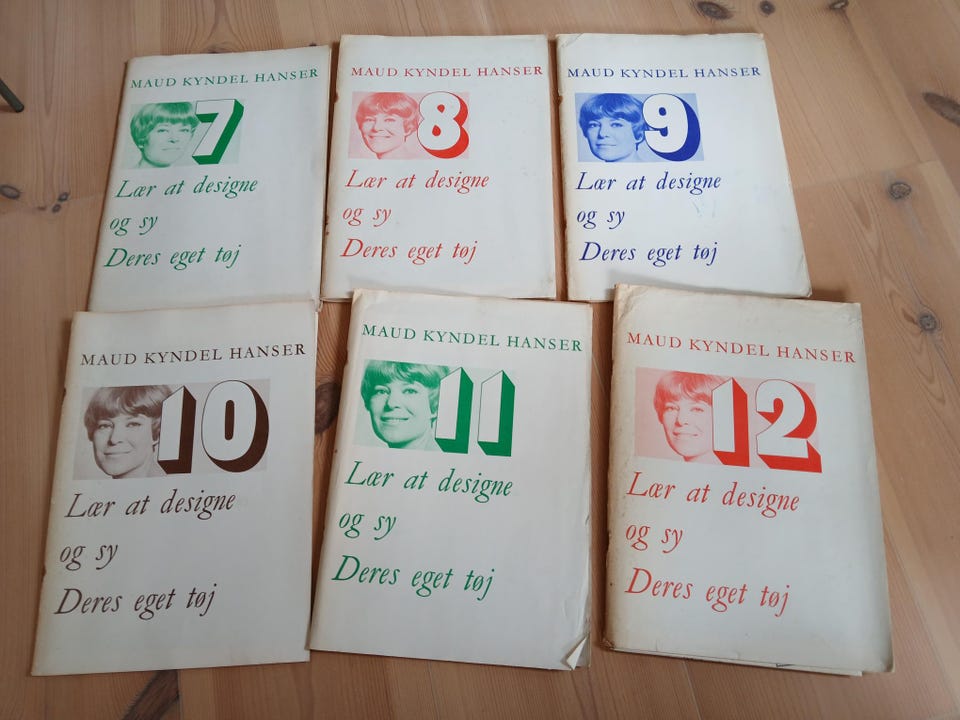 MAUD KYNDEL HANSER
7
Lær at designe
og sy
Deres eget tøj
MAUD KYNDEL HANSER
8
Lær at designe
og sy
Deres eget tøj
MAUD KYNDEL HANSER
9
Lær at designe
og sy
Deres eget tøj
MAUD KYNDEL HANSER
10
Lær at designe
og sy
Deres eget tøj
MAUD KYNDEL HANSER
11
Lær at designe
og sy
Deres eget tøj
MAUD KYNDEL HANSER
12
Lær at designe
og sy
Deres eget tøj